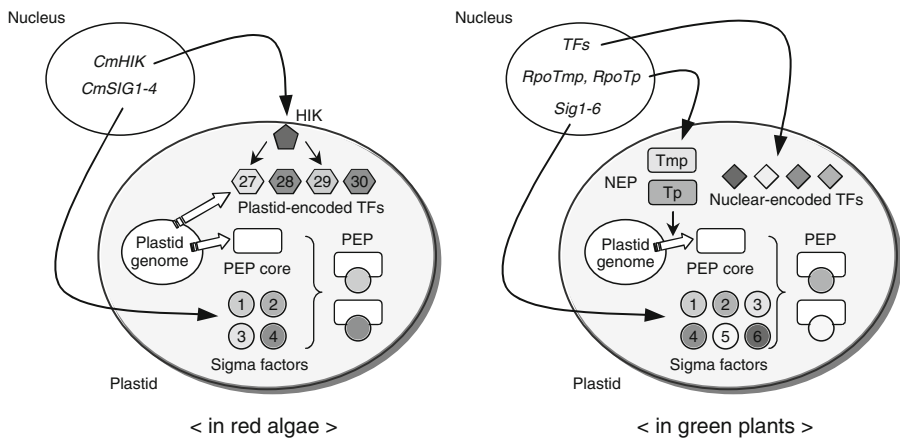 Nucleus
CmHIK
CmSIG1-4
HIK
27 28 29 30
Plastid-encoded TFs
Plastid
genome
PEP core
PEP
1 2
3 4
Sigma factors
Plastid
< in red algae >
Nucleus
TFs
RpoTmp, RpoTp
Sig1-6
Tmp
NEP
Tp
Nuclear-encoded TFs
Plastid
genome
PEP core
PEP
1 2 3
4 5 6
Sigma factors
Plastid
< in green plants >